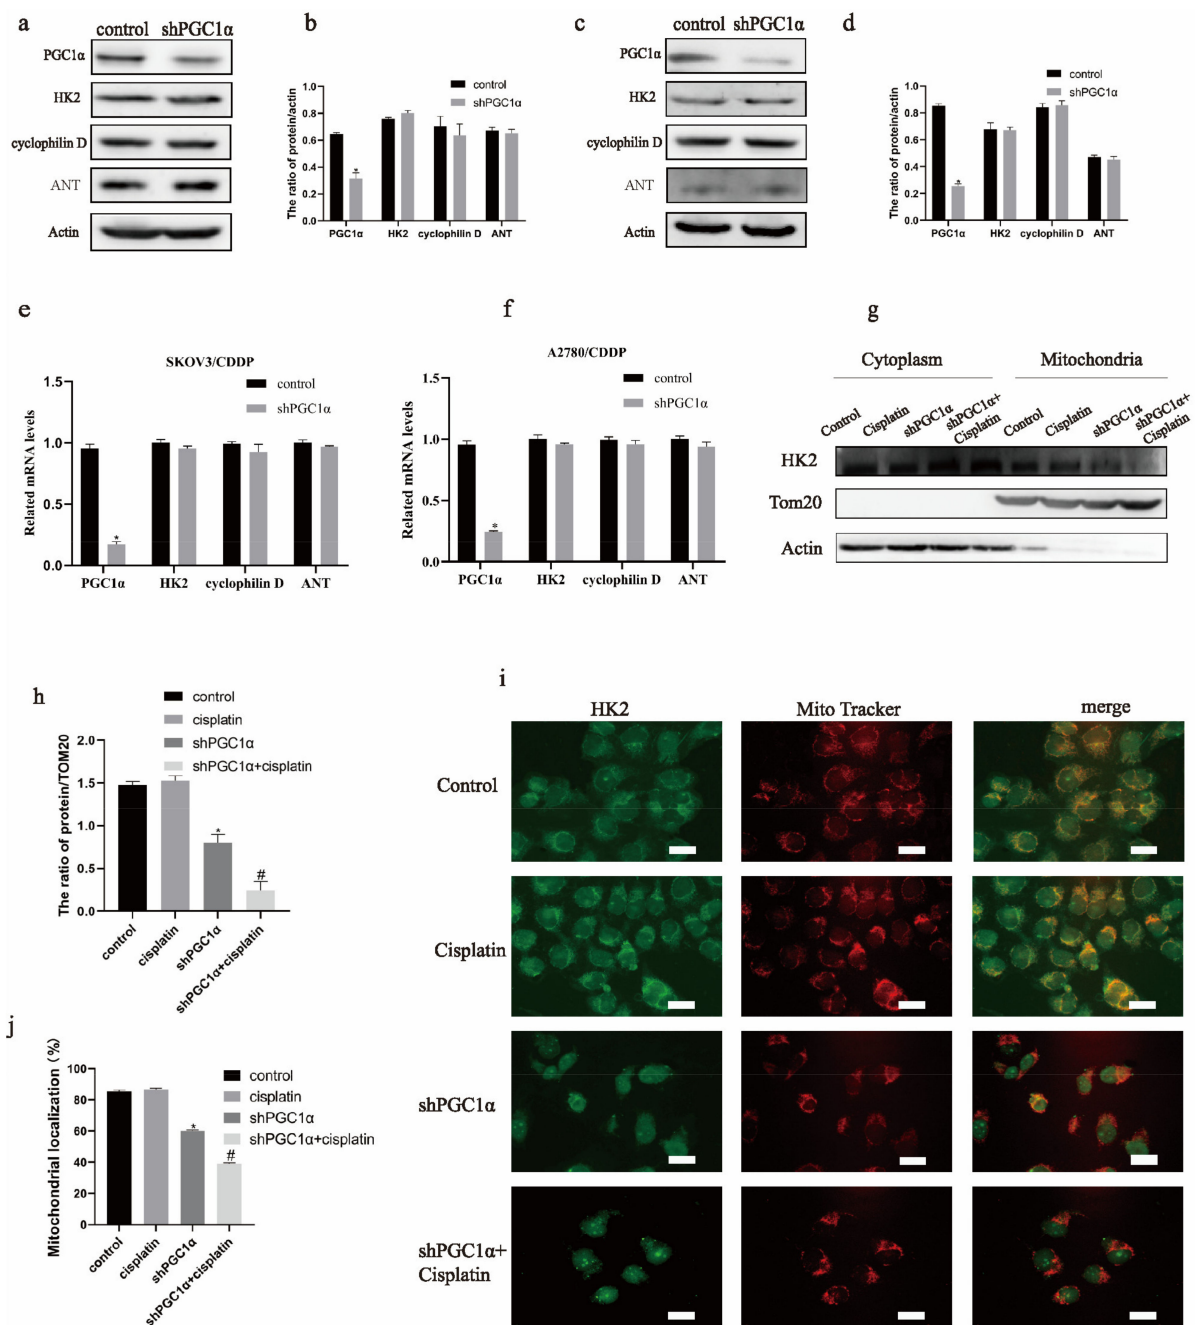 a
control shPGC1α
PGC1α
HK2
cyclophilin D
ANT
Actin
b
control
shPGC1α
The ratio of protein/actin
1.0
0.8
0.6
0.4
0.2
0.0
*
PGC1α HK2 cyclophilin D ANT
c
control shPGC1α
PGC1α
HK2
cyclophilin D
ANT
Actin
d
control
shPGC1α
The ratio of protein/actin
1.0
0.8
0.6
0.4
0.2
0.0
*
PGC1α HK2 cyclophilin D ANT
e
SKOV3/CDDP
control
shPGC1α
Related mRNA levels
1.5
1.0
0.5
0.0
*
PGC1α HK2 cyclophilin D ANT
f
A2780/CDDP
control
shPGC1α
Related mRNA levels
1.5
1.0
0.5
0.0
*
PGC1α HK2 cyclophilin D ANT
g
Cytoplasm Mitochondria
Control Cisplatin shPGC1α shPGC1α+ Cisplatin Control Cisplatin shPGC1α shPGC1α+ Cisplatin
HK2
Tom20
Actin
h
control
cisplatin
shPGC1α
shPGC1α+cisplatin
The ratio of protein/TOM20
2.0
1.5
1.0
0.5
0.0
*
#
control cisplatin shPGC1α shPGC1α+cisplatin
i
HK2 Mito Tracker merge
Control
Cisplatin
shPGC1α
shPGC1α+
Cisplatin
j
control
cisplatin
shPGC1α
shPGC1α+cisplatin
Mitochondrial localization (%)
100
80
60
40
20
0
*
#
control cisplatin shPGC1α shPGC1α+cisplatin